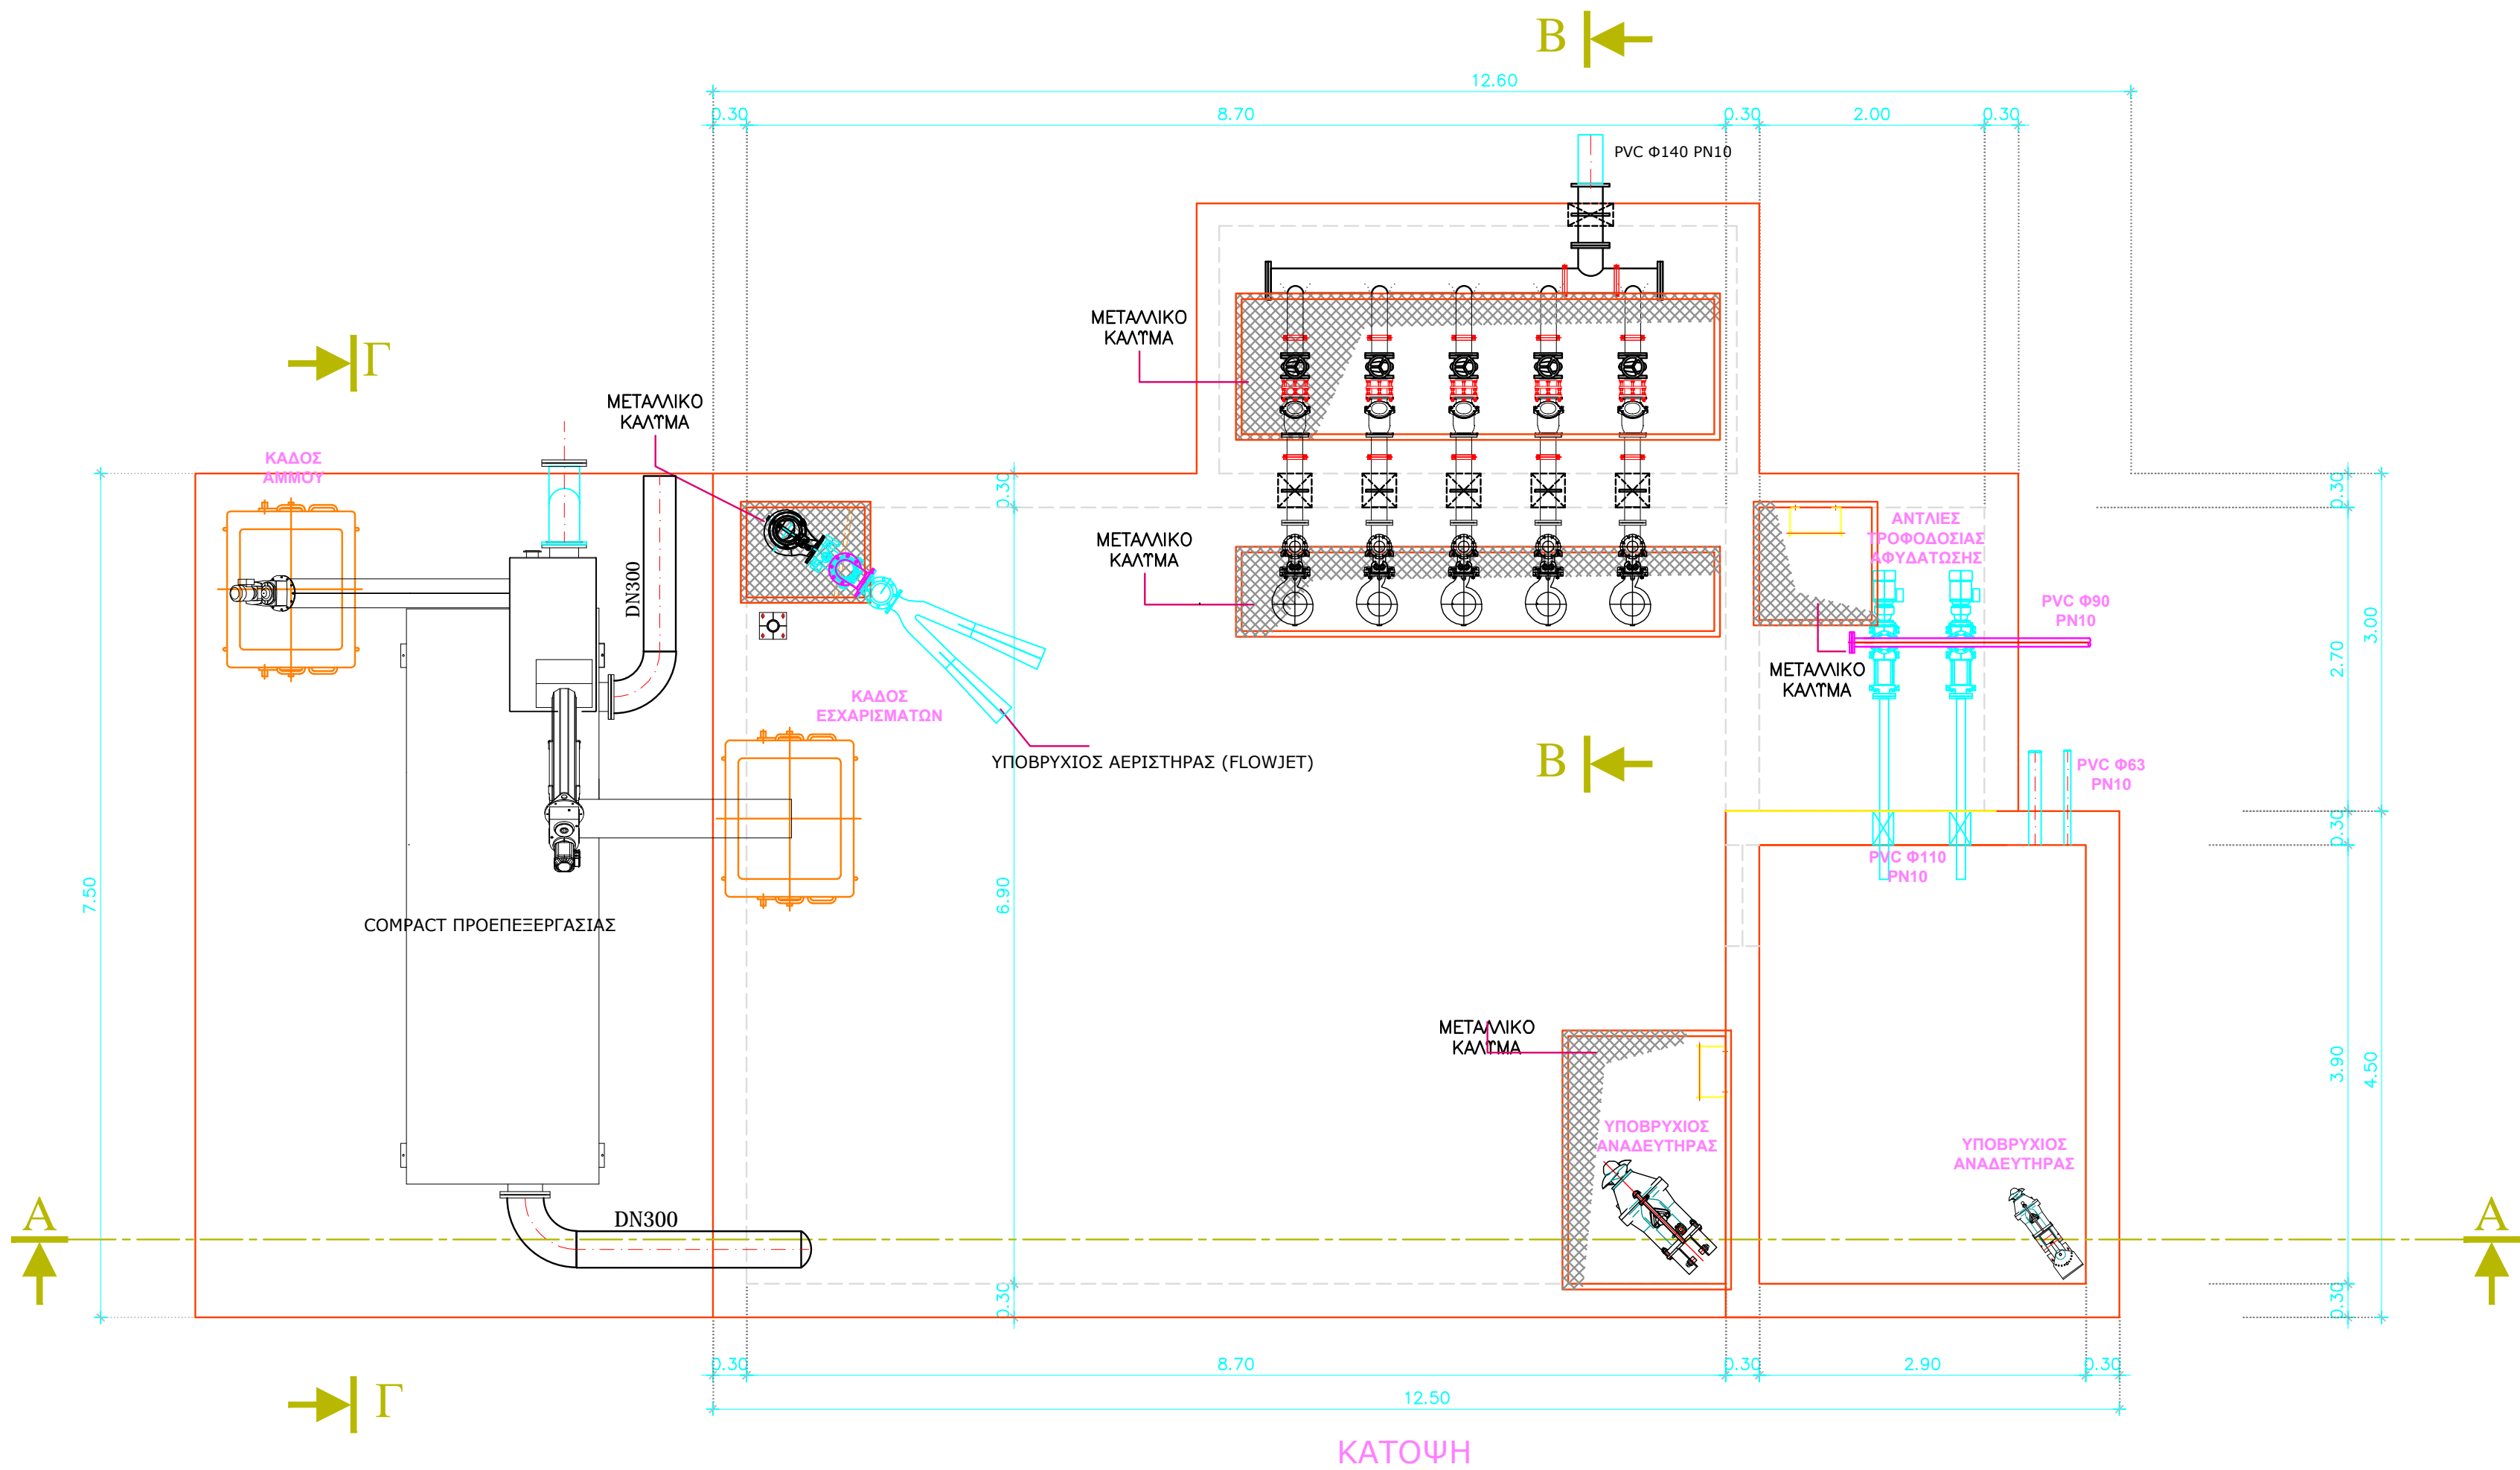 B
12.60
0.30
8.70
0.30
2.00
0.30
PVC Φ140 PN10
ΜΕΤΑΛΛΙΚΟ
ΚΑΛΥΜΑ
Γ
ΜΕΤΑΛΛΙΚΟ
ΚΑΛΥΜΑ
ΚΑΔΟΣ
ΑΜΜΟΥ
0.30
0.30
ΑΝΤΛΙΕΣ
ΤΡΟΦΟΔΟΣΙΑΣ
ΑΦΥΔΑΤΩΣΗΣ
ΜΕΤΑΛΛΙΚΟ
ΚΑΛΥΜΑ
DN300
PVC Φ90
PN10
3.00
2.70
ΜΕΤΑΛΛΙΚΟ
ΚΑΛΥΜΑ
ΚΑΔΟΣ
ΕΣΧΑΡΙΣΜΑΤΩΝ
ΥΠΟΒΡΥΧΙΟΣ ΑΕΡΙΣΤΗΡΑΣ (FLOWJET)
B
PVC Φ63
PN10
0.30
PVC Φ110
PN10
7.50
6.90
COMPACT ΠΡΟΕΠΕΞΕΡΓΑΣΙΑΣ
ΜΕΤΑΛΛΙΚΟ
ΚΑΛΥΜΑ
3.90
4.50
ΥΠΟΒΡΥΧΙΟΣ
ΑΝΑΔΕΥΤΗΡΑΣ
ΥΠΟΒΡΥΧΙΟΣ
ΑΝΑΔΕΥΤΗΡΑΣ
A
DN300
A
0.30
0.30
0.30
8.70
0.30
2.90
0.30
12.50
Γ
ΚΑΤΟΨΗ